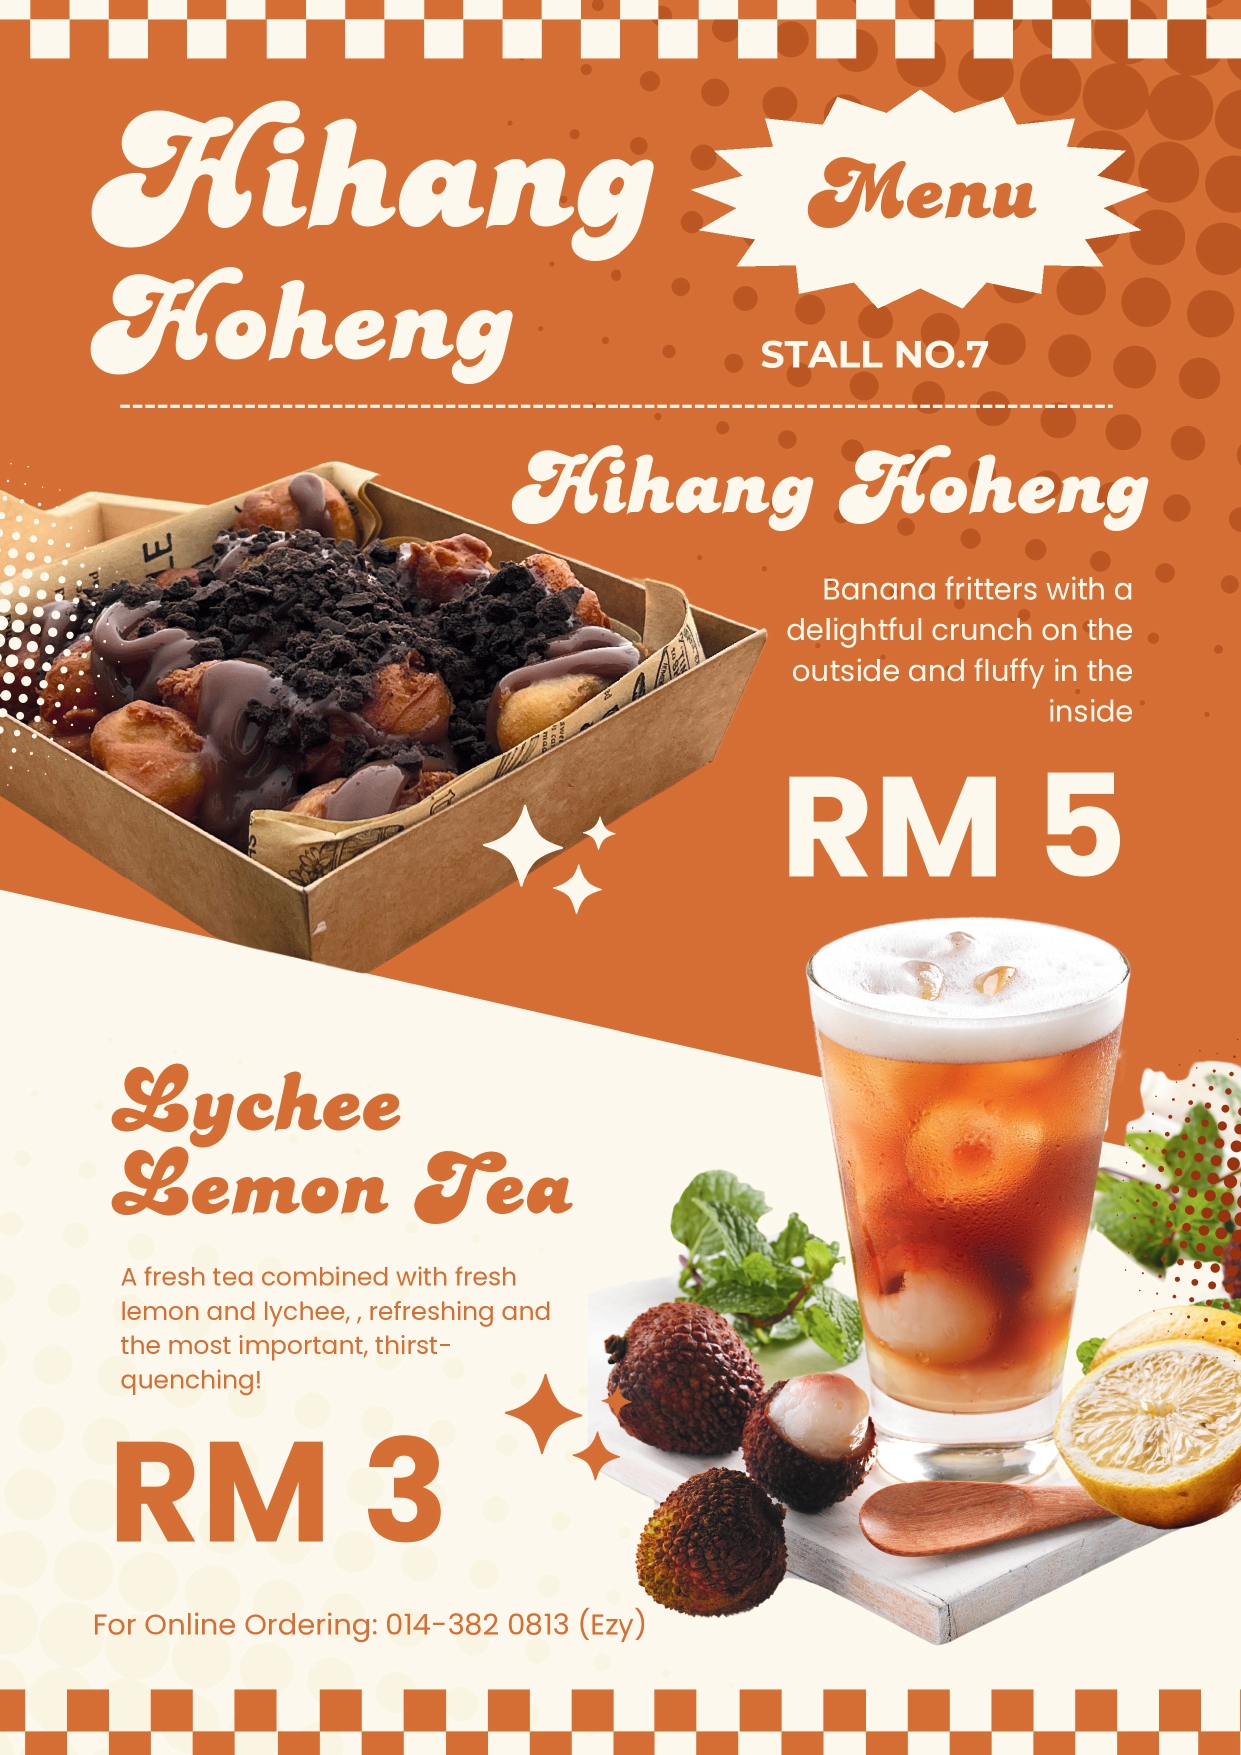 Hihang
Hoheng
Menu
STALL NO.7
Hihang Hoheng
Banana fritters with a
delightful crunch on the
outside and fluffy in the
inside
RM 5
Lychee
Lemon Tea
A fresh tea combined with fresh
lemon and lychee, , refreshing and
the most important, thirst-
quenching!
RM 3
For Online Ordering: 014-382 0813 (Ezy)